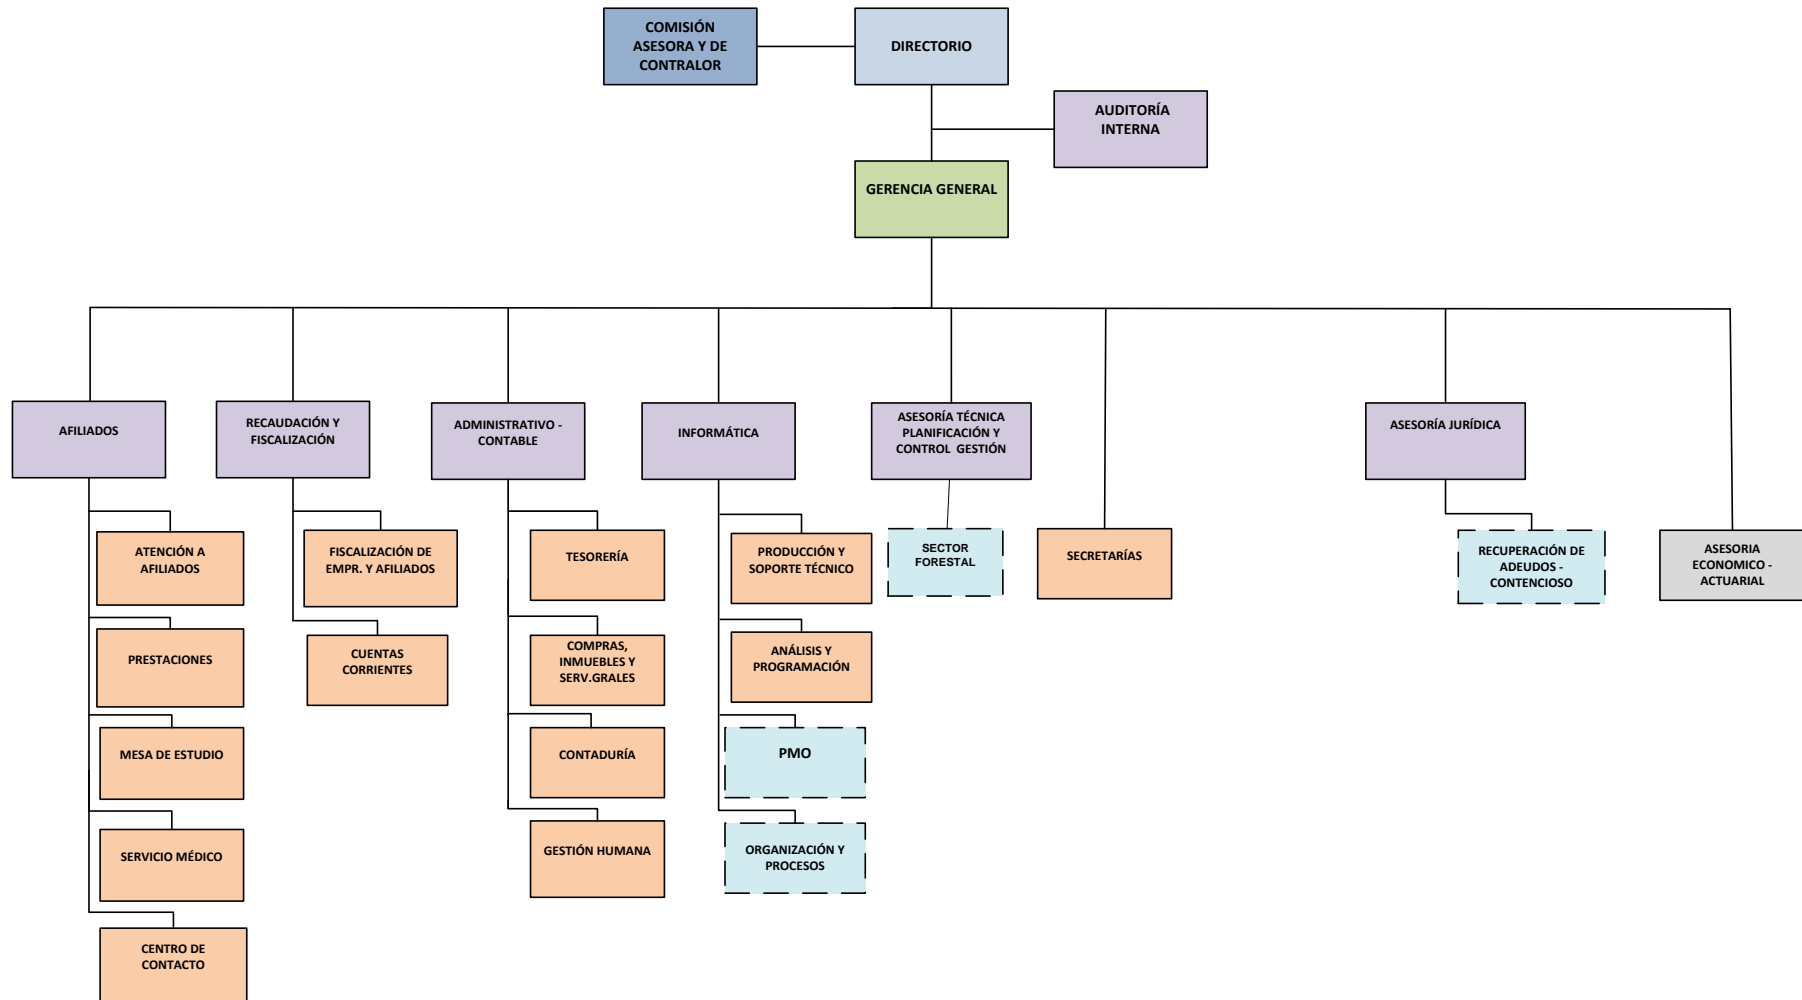 COMISIÓN
ASESORA Y DE
CONTRALOR
DIRECTORIO
AUDITORÍA
INTERNA
GERENCIA GENERAL
AFILIADOS
RECAUDACIÓN Y
FISCALIZACIÓN
ADMINISTRATIVO -
CONTABLE
INFORMÁTICA
ASESORÍA TÉCNICA
PLANIFICACIÓN Y
CONTROL GESTIÓN
ASESORÍA JURÍDICA
ATENCIÓN A
AFILIADOS
FISCALIZACIÓN DE
EMPR. Y AFILIADOS
TESORERÍA
PRODUCCIÓN Y
SOPORTE TÉCNICO
SECTOR
FORESTAL
SECRETARÍAS
RECUPERACIÓN DE
ADEUDOS -
CONTENCIOSO
ASESORIA
ECONOMICO -
ACTUARIAL
PRESTACIONES
CUENTAS
CORRIENTES
COMPRAS,
INMUEBLES Y
SERV.GRALES
ANÁLISIS Y
PROGRAMACIÓN
MESA DE ESTUDIO
CONTADURÍA
PMO
SERVICIO MÉDICO
GESTIÓN HUMANA
ORGANIZACIÓN Y
PROCESOS
CENTRO DE
CONTACTO